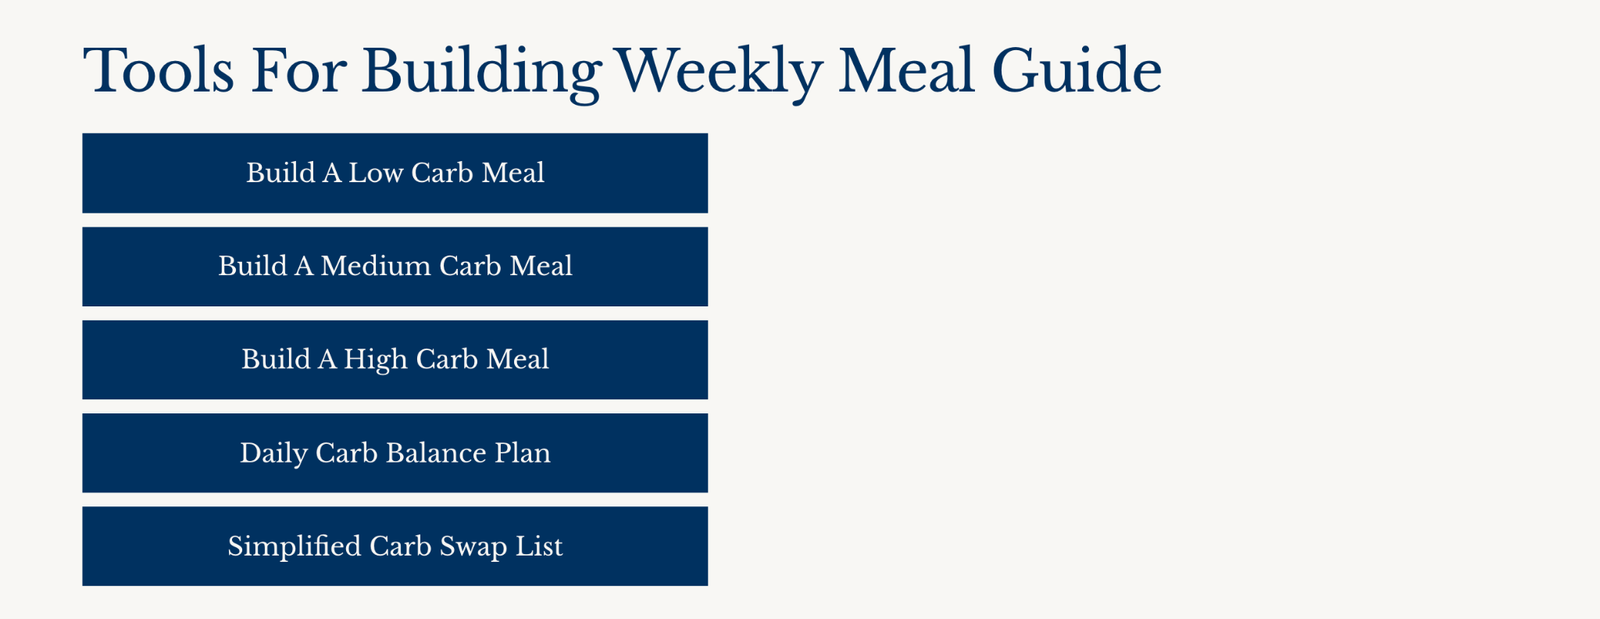 Tools For Building Weekly Meal Guide
Build A Low Carb Meal
Build A Medium Carb Meal
Build A High Carb Meal
Daily Carb Balance Plan
Simplified Carb Swap List